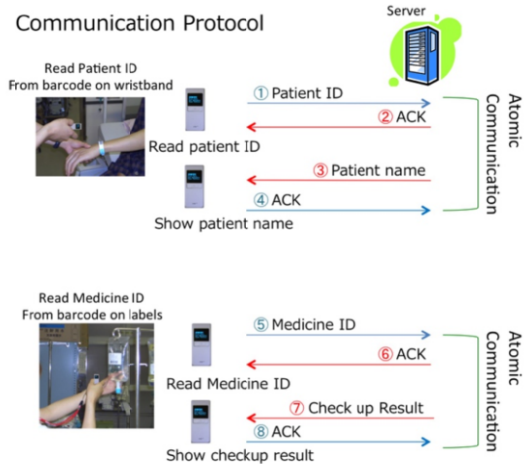 Communication Protocol
Server
Read Patient ID
From barcode on wristband
① Patient ID
② ACK
Read patient ID
③ Patient name
④ ACK
Show patient name
Atomic
Communication
Read Medicine ID
From barcode on labels
⑤ Medicine ID
⑥ ACK
Read Medicine ID
⑦ Check up Result
⑧ ACK
Show checkup result
Atomic
Communication